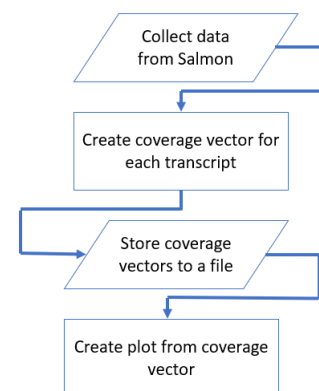 Collect data
from Salmon
Create coverage vector for
each transcript
Store coverage
vectors to a file
Create plot from coverage
vector